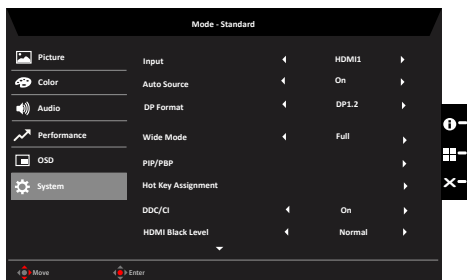 Mode - Standard
Picture
Color
Audio
Performance
OSD
System
Input HDMI1
Auto Source On
DP Format DP1.2
Wide Mode Full
PIP/PBP
Hot Key Assignment
DDC/CI On
HDMI Black Level Normal
Move Enter